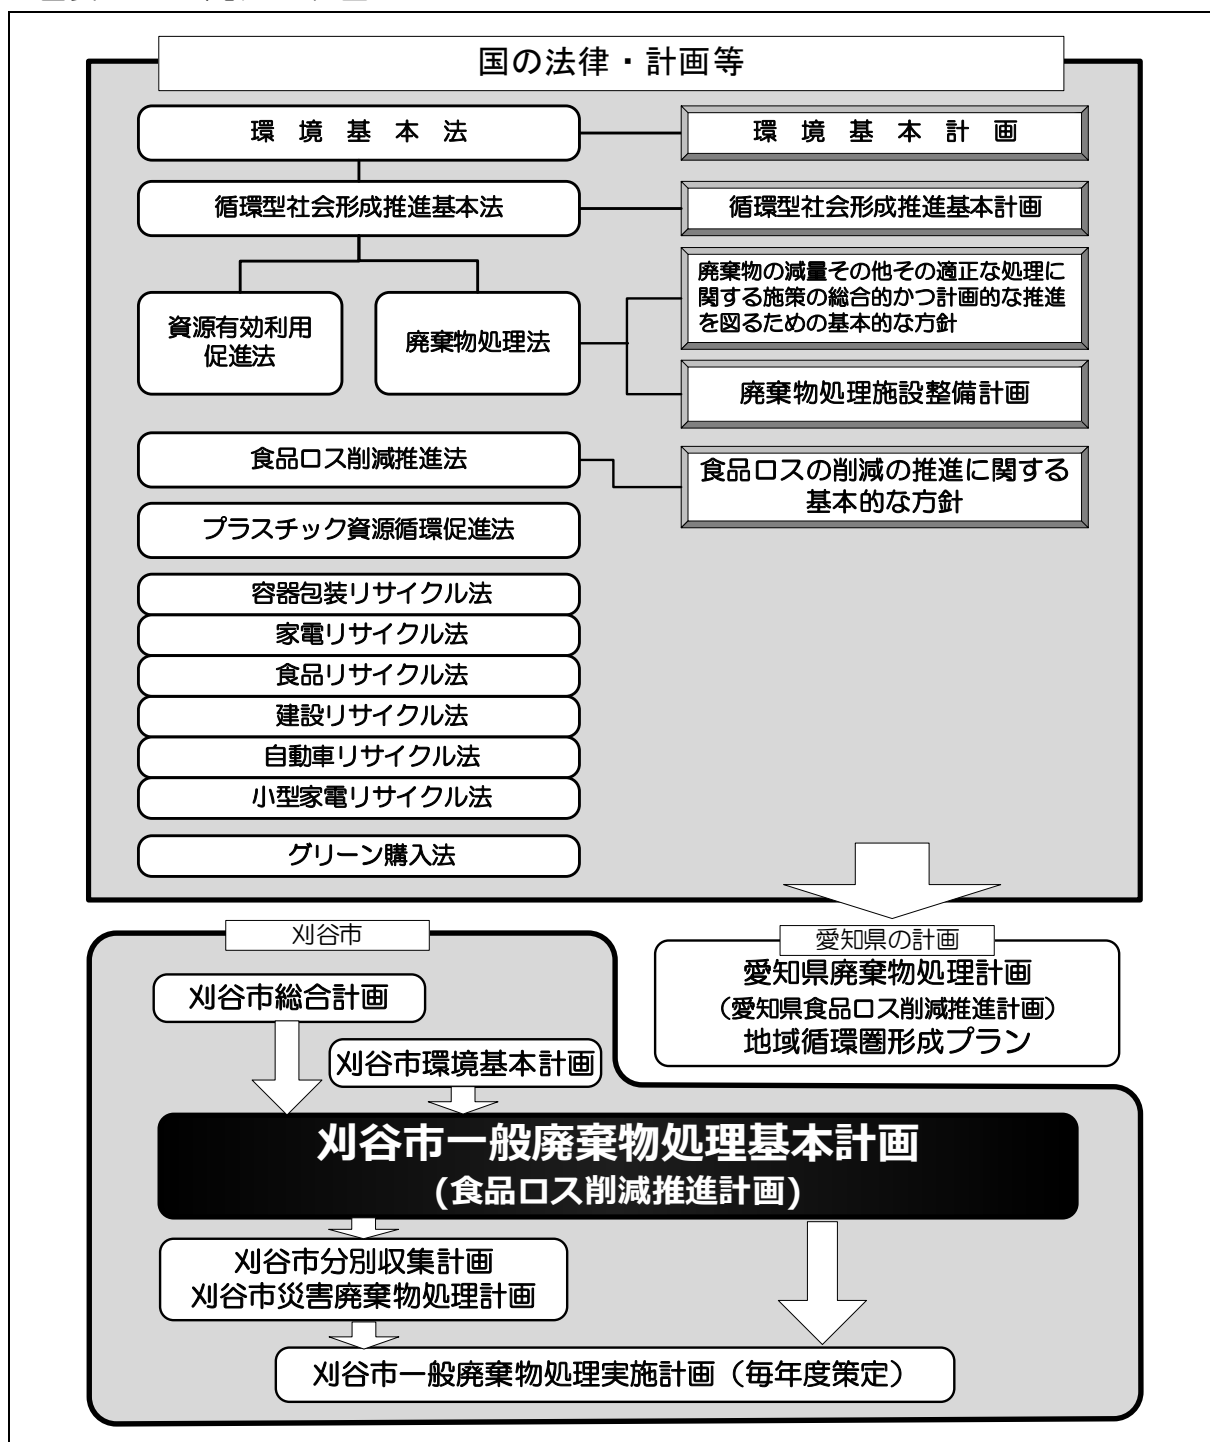 国の法律・計画等
環境基本法
環境基本計画
循環型社会形成推進基本法
循環型社会形成推進基本計画
資源有効利用
促進法
廃棄物処理法
廃棄物の減量その他その適正な処理に
関する施策の総合的かつ計画的な推進
を図るための基本的な方針
廃棄物処理施設整備計画
食品ロス削減推進法
食品ロスの削減の推進に関する
基本的な方針
プラスチック資源循環促進法
容器包装リサイクル法
家電リサイクル法
食品リサイクル法
建設リサイクル法
自動車リサイクル法
小型家電リサイクル法
グリーン購入法
愛知県の計画
愛知県廃棄物処理計画
（愛知県食品ロス削減推進計画）
地域循環圏形成プラン
刈谷市
刈谷市総合計画
刈谷市環境基本計画
刈谷市一般廃棄物処理基本計画
(食品ロス削減推進計画)
刈谷市分別収集計画
刈谷市災害廃棄物処理計画
刈谷市一般廃棄物処理実施計画（毎年度策定）